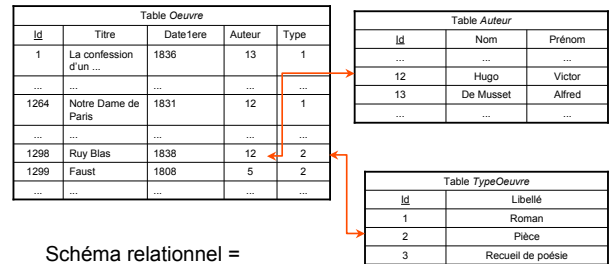 Table Oeuvre
Id Titre Date1ere Auteur Type
1 La confession d'un ... 1836 13 1
... ... ... ... ...
1264 Notre Dame de Paris 1831 12 1
... ... ... ... ...
1298 Ruy Blas 1838 12 2
1299 Faust 1808 5 2
... ... ... ... ...
Table Auteur
Id Nom Prénom
... ... ...
12 Hugo Victor
13 De Musset Alfred
... ... ...
Table TypeOeuvre
Id Libellé
1 Roman
2 Pièce
3 Recueil de poésie
Schéma relationnel =